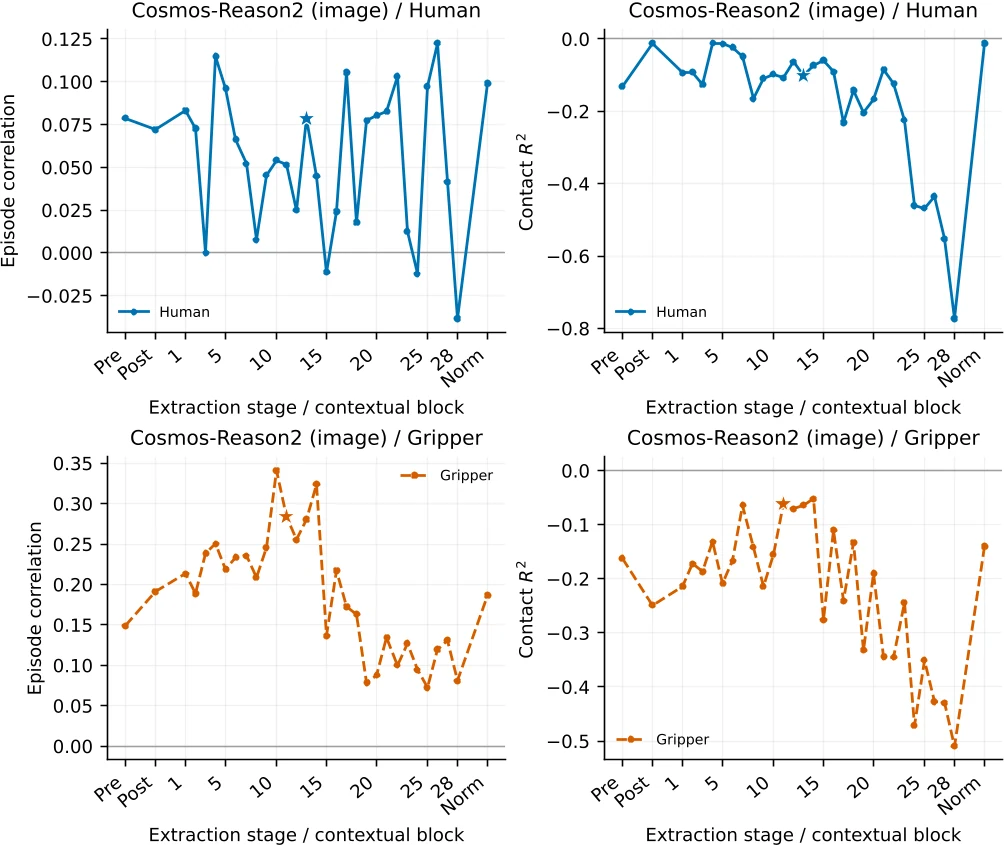 Cosmos-Reason2 (image) / Human
Episode correlation
0.125
0.100
0.075
0.050
0.025
0.000
−0.025
Human
Pre
Post
1
5
10
15
20
25
28
Norm
Extraction stage / contextual block
Cosmos-Reason2 (image) / Human
Contact R²
0.0
−0.2
−0.4
−0.6
−0.8
Human
Pre
Post
1
5
10
15
20
25
28
Norm
Extraction stage / contextual block
Cosmos-Reason2 (image) / Gripper
Episode correlation
0.35
0.30
0.25
0.20
0.15
0.10
0.05
0.00
Gripper
Pre
Post
1
5
10
15
20
25
28
Norm
Extraction stage / contextual block
Cosmos-Reason2 (image) / Gripper
Contact R²
0.0
−0.1
−0.2
−0.3
−0.4
−0.5
Gripper
Pre
Post
1
5
10
15
20
25
28
Norm
Extraction stage / contextual block